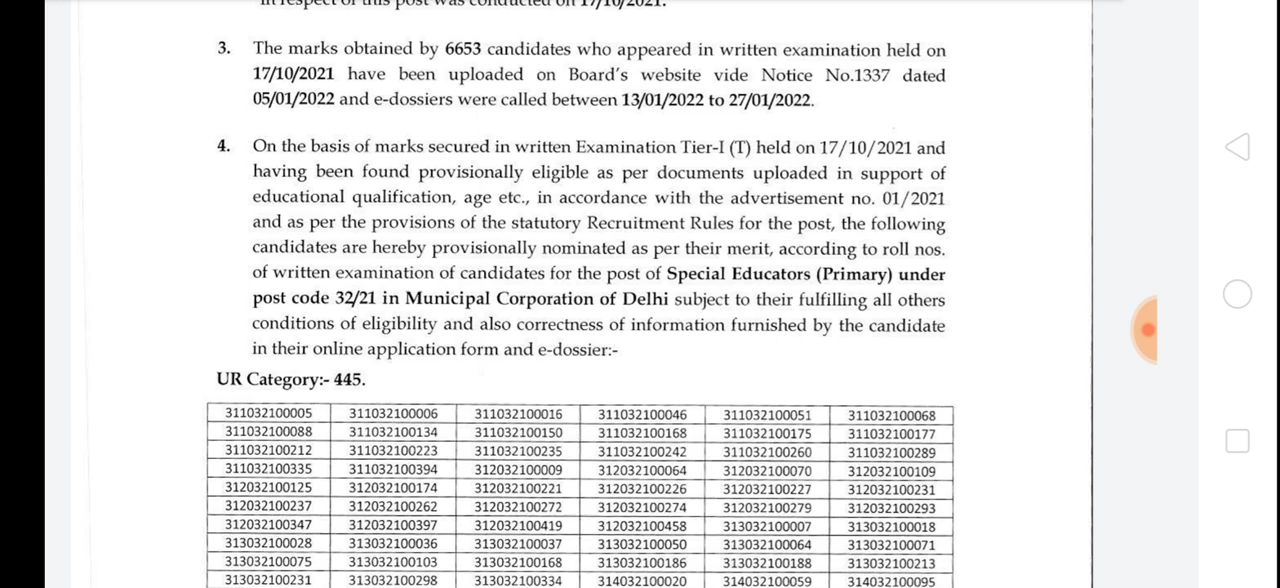 in respect of this post was conducted on 17/10/2021.
3. The marks obtained by 6653 candidates who appeared in written examination held on
17/10/2021 have been uploaded on Board's website vide Notice No.1337 dated
05/01/2022 and e-dossiers were called between 13/01/2022 to 27/01/2022.
4. On the basis of marks secured in written Examination Tier-I (T) held on 17/10/2021 and
having been found provisionally eligible as per documents uploaded in support of
educational qualification, age etc., in accordance with the advertisement no. 01/2021
and as per the provisions of the statutory Recruitment Rules for the post, the following
candidates are hereby provisionally nominated as per their merit, according to roll nos.
of written examination of candidates for the post of Special Educators (Primary) under
post code 32/21 in Municipal Corporation of Delhi subject to their fulfilling all others
conditions of eligibility and also correctness of information furnished by the candidate
in their online application form and e-dossier:-
UR Category:- 445.
311032100005 311032100006 311032100016 311032100046 311032100051 311032100068
311032100088 311032100134 311032100150 311032100168 311032100175 311032100177
311032100212 311032100223 311032100235 311032100242 311032100260 311032100289
311032100335 311032100394 312032100009 312032100064 312032100070 312032100109
312032100125 312032100174 312032100221 312032100226 312032100227 312032100231
312032100237 312032100262 312032100272 312032100274 312032100279 312032100293
312032100347 312032100397 312032100419 312032100458 313032100007 313032100018
313032100028 313032100036 313032100037 313032100050 313032100064 313032100071
313032100075 313032100103 313032100168 313032100186 313032100188 313032100213
313032100231 313032100298 313032100334 314032100020 314032100059 314032100095